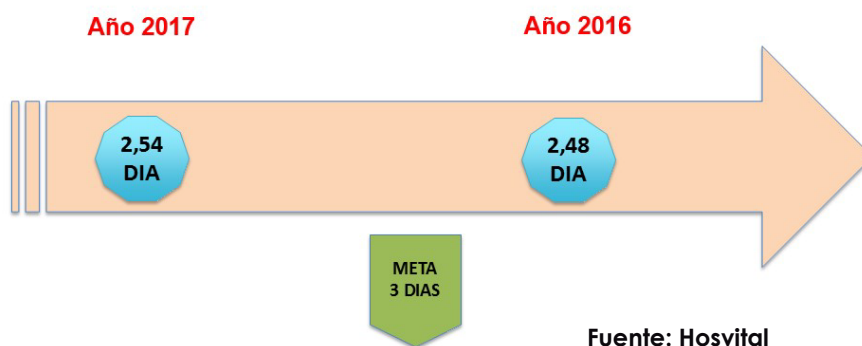 Año 2017
Año 2016
2,54
DIA
2,48
DIA
META
3 DIAS
Fuente: Hosvital